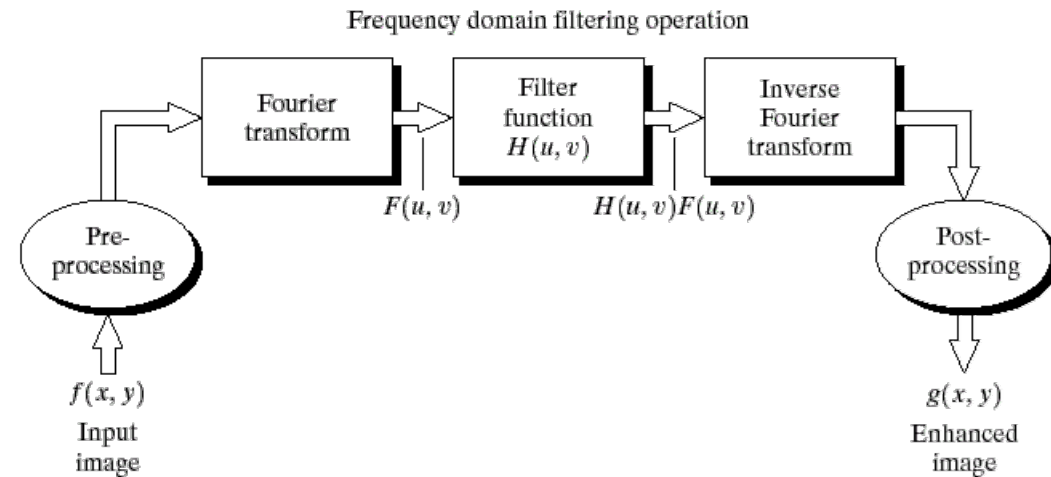 Frequency domain filtering operation
Fourier
transform
Filter
function
H(u, v)
Inverse
Fourier
transform
F(u, v)
H(u, v)F(u, v)
Pre-
processing
Post-
processing
f(x, y)
Input
image
g(x, y)
Enhanced
image